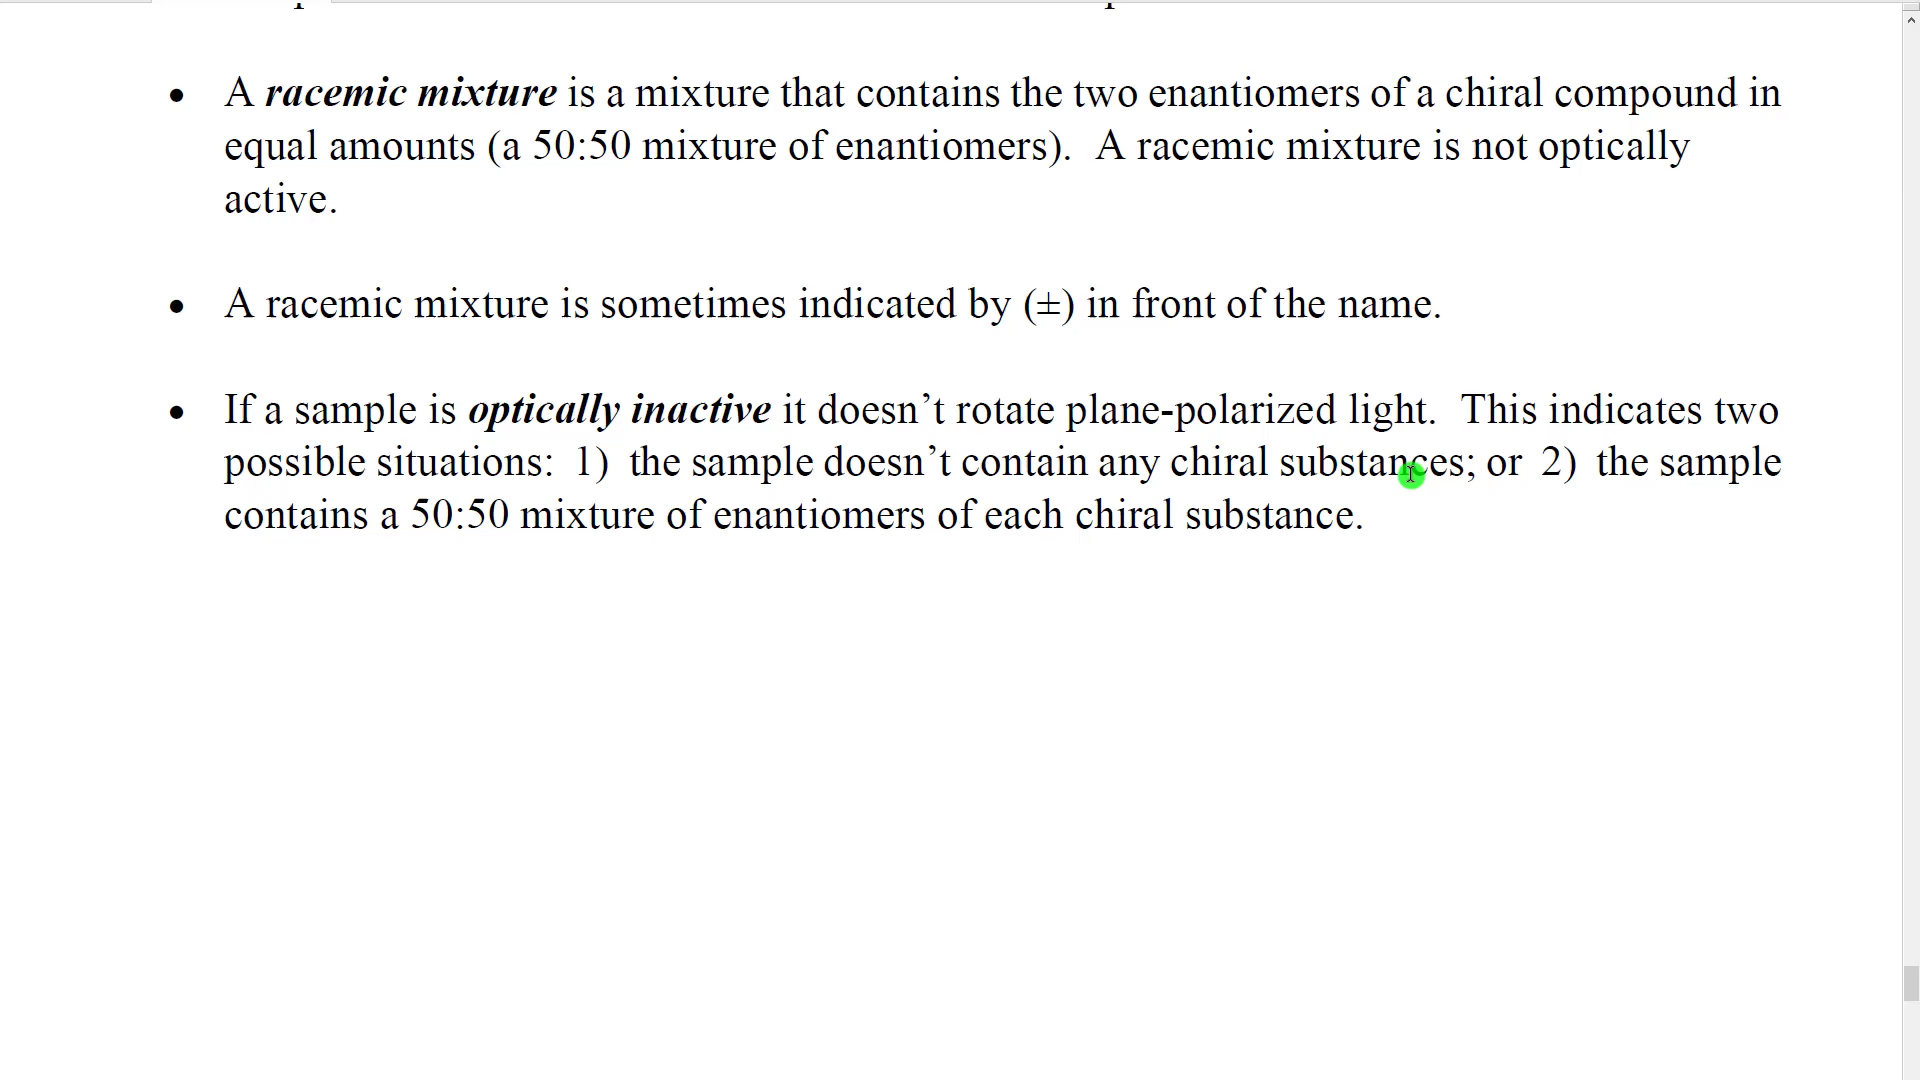 • A racemic mixture is a mixture that contains the two enantiomers of a chiral compound in
equal amounts (a 50:50 mixture of enantiomers).  A racemic mixture is not optically
active.
• A racemic mixture is sometimes indicated by (±) in front of the name.
• If a sample is optically inactive it doesn’t rotate plane-polarized light.  This indicates two
possible situations:  1)  the sample doesn’t contain any chiral substances; or  2)  the sample
contains a 50:50 mixture of enantiomers of each chiral substance.